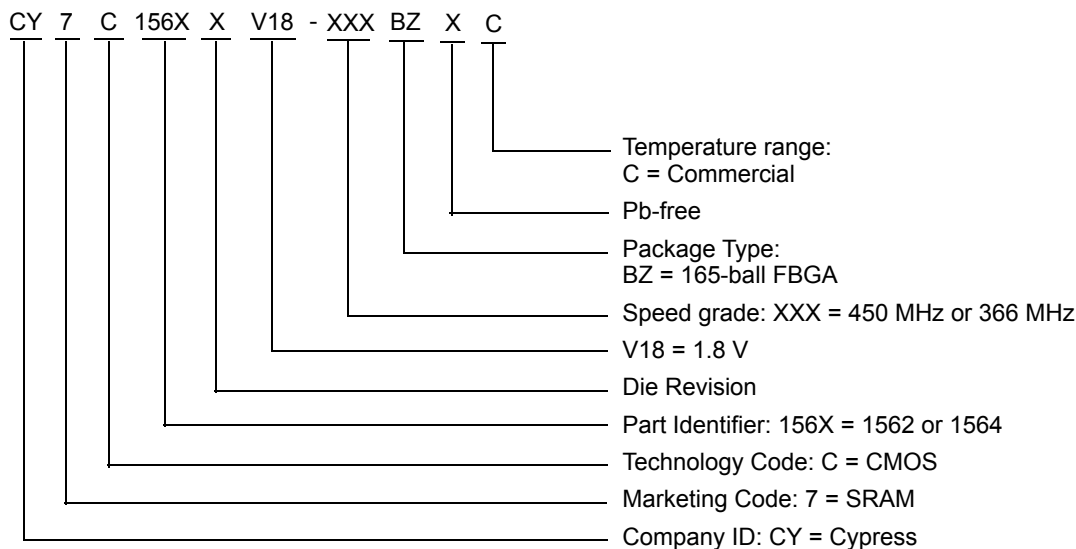 CY 7 C 156X X V18 - XXX BZ X C
Temperature range:
C = Commercial
Pb-free
Package Type:
BZ = 165-ball FBGA
Speed grade: XXX = 450 MHz or 366 MHz
V18 = 1.8 V
Die Revision
Part Identifier: 156X = 1562 or 1564
Technology Code: C = CMOS
Marketing Code: 7 = SRAM
Company ID: CY = Cypress